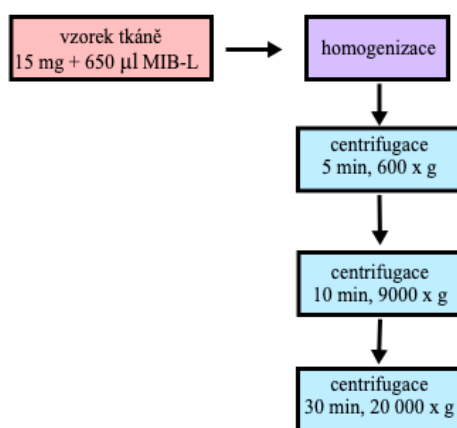 vzorek tkáně
15 mg + 650 µl MIB-L
homogenizace
centrifugace
5 min, 600 x g
centrifugace
10 min, 9000 x g
centrifugace
30 min, 20 000 x g